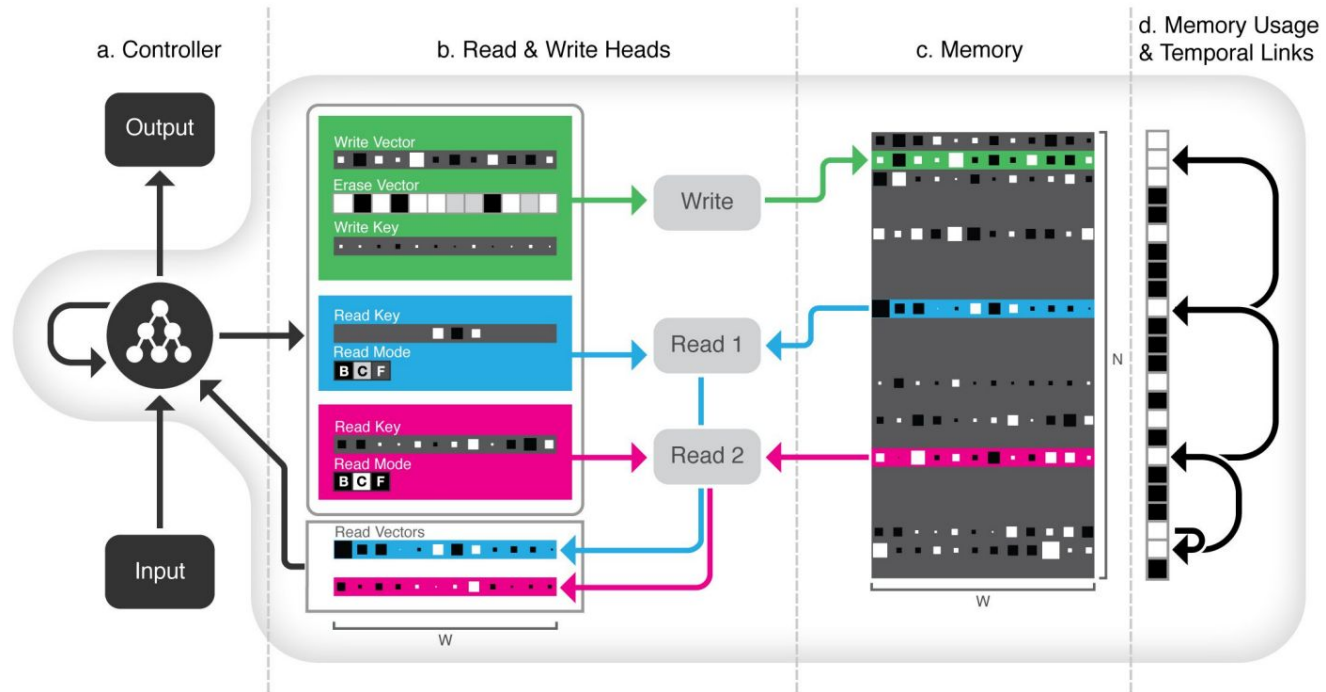 a. Controller
b. Read & Write Heads
c. Memory
d. Memory Usage
& Temporal Links
Output
Input
Write Vector
Erase Vector
Write Key
Read Key
Read Mode
B C F
Read Key
Read Mode
B C F
Read Vectors
W
Write
Read 1
Read 2
N
W